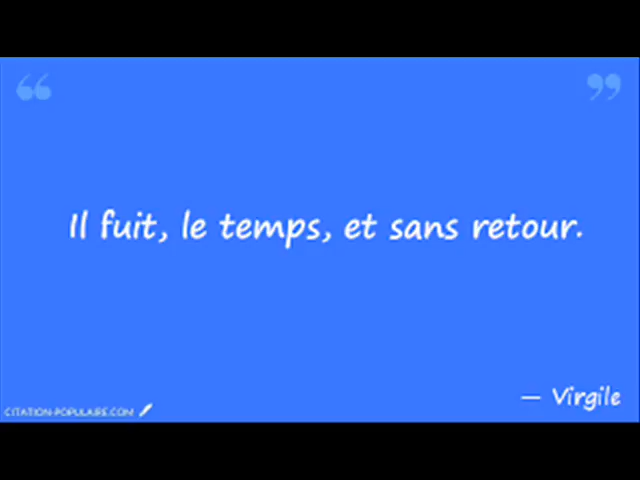 “
”
Il fuit, le temps, et sans retour.
— Virgile
CITATION-POPULAIRE.COM